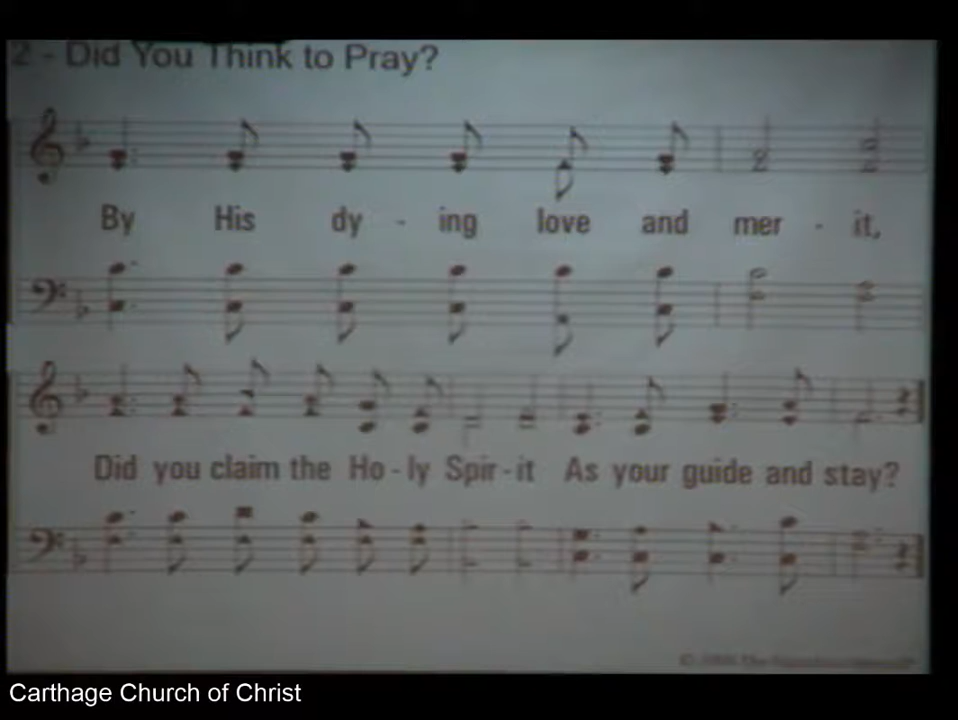 2 - Did You Think to Pray?
By His dy - ing love and mer - it,
Did you claim the Ho - ly Spir - it As your guide and stay?
Carthage Church of Christ